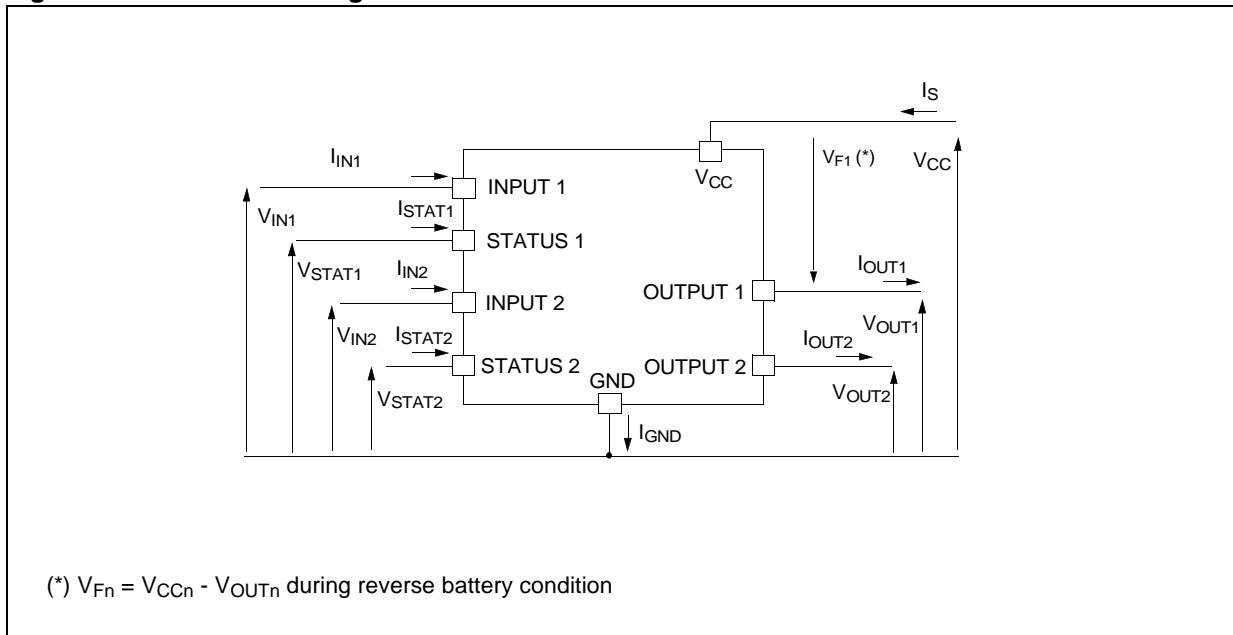 IS
VF1 (*)
VCC
VCC
IIN1
INPUT 1
VIN1
ISTAT1
STATUS 1
VSTAT1
IIN2
INPUT 2
OUTPUT 1
IOUT1
VOUT1
VIN2
ISTAT2
STATUS 2
OUTPUT 2
IOUT2
VOUT2
VSTAT2
GND
IGND
(*) VFn = VCCn - VOUTn during reverse battery condition